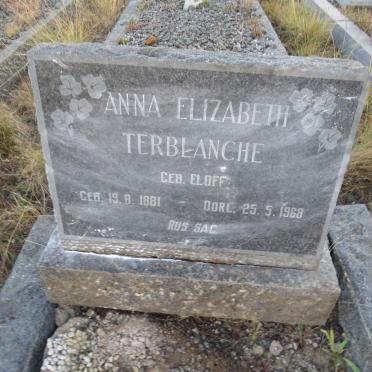 ANNA ELIZABETH
TERBLANCHE
GEB. ELOFF
GEB. 19. 8. 1881 - OORL. 25. 5. 1968
RUS SAG